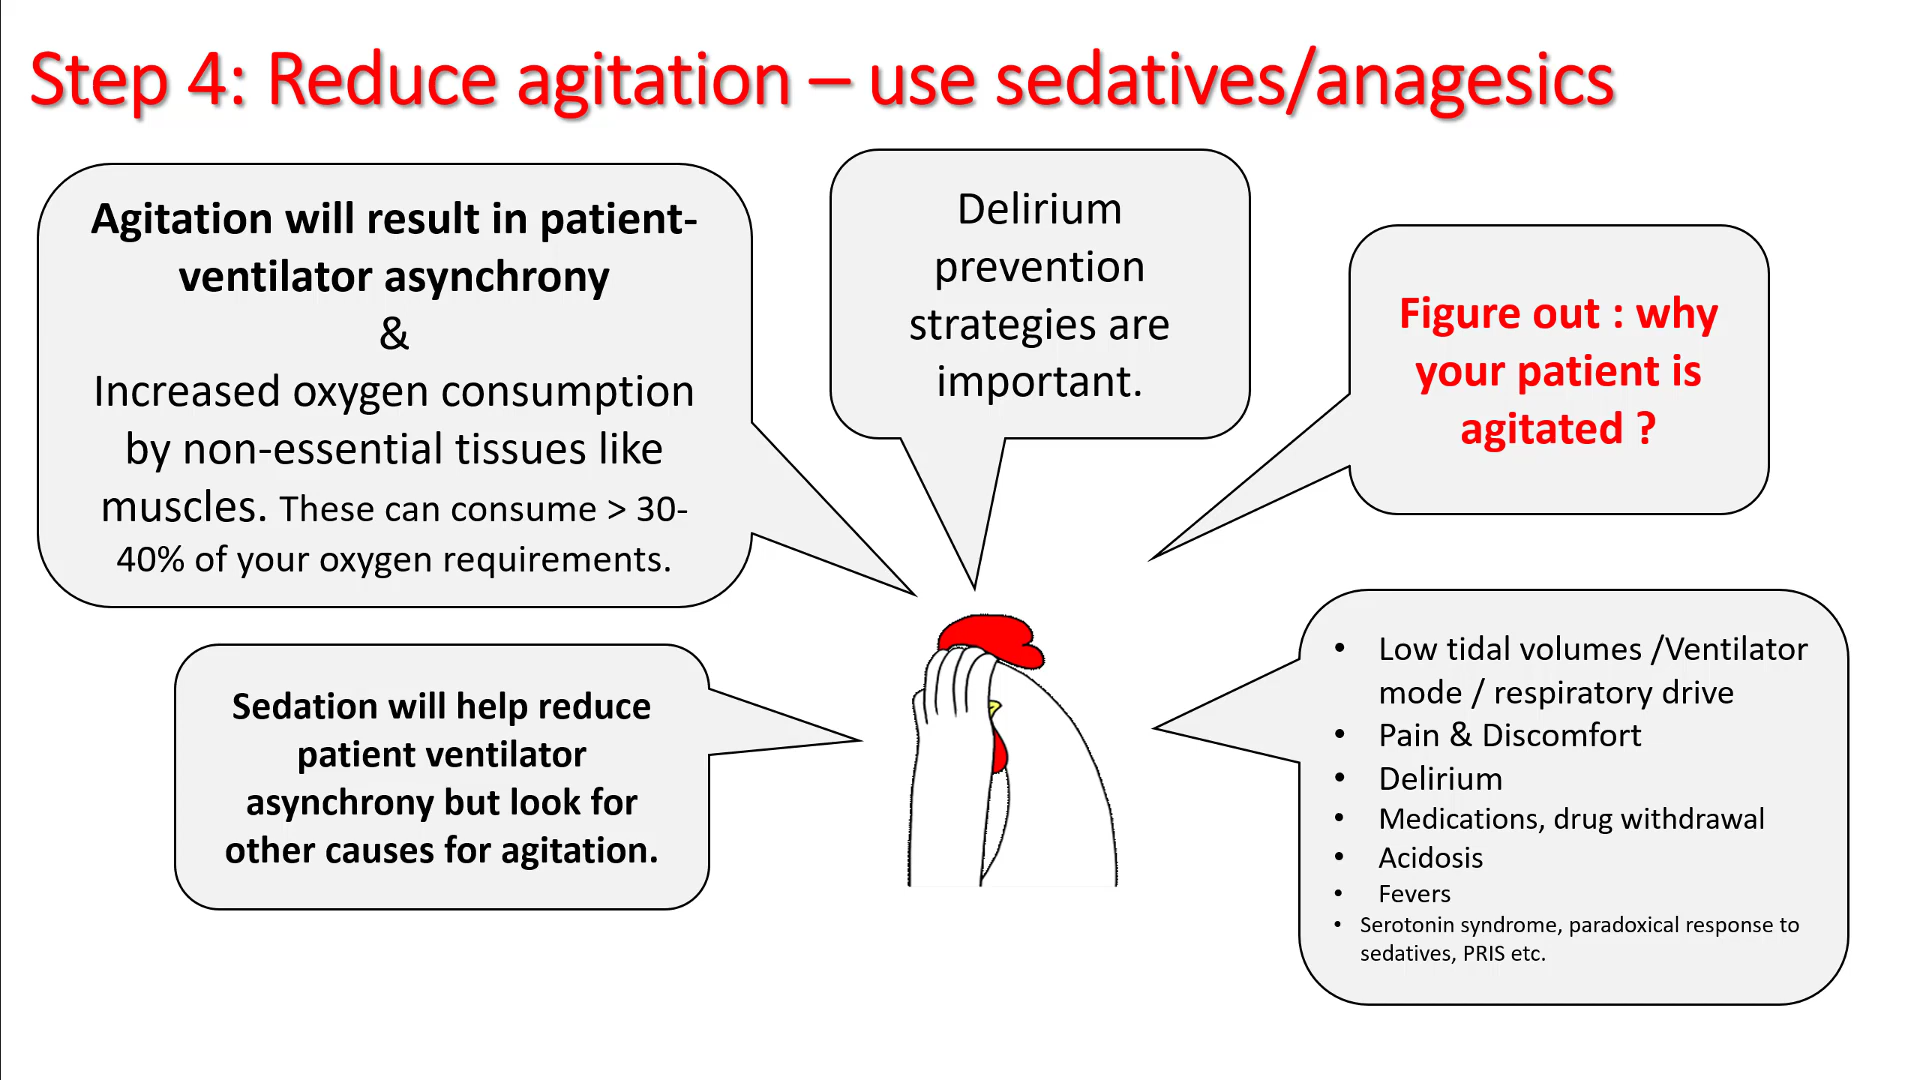 Step 4: Reduce agitation – use sedatives/anagesics
Agitation will result in patient-
ventilator asynchrony
&
Increased oxygen consumption
by non-essential tissues like
muscles. These can consume > 30-
40% of your oxygen requirements.
Delirium
prevention
strategies are
important.
Figure out : why
your patient is
agitated ?
Sedation will help reduce
patient ventilator
asynchrony but look for
other causes for agitation.
• Low tidal volumes /Ventilator
mode / respiratory drive
• Pain & Discomfort
• Delirium
• Medications, drug withdrawal
• Acidosis
• Fevers
• Serotonin syndrome, paradoxical response to
sedatives, PRIS etc.